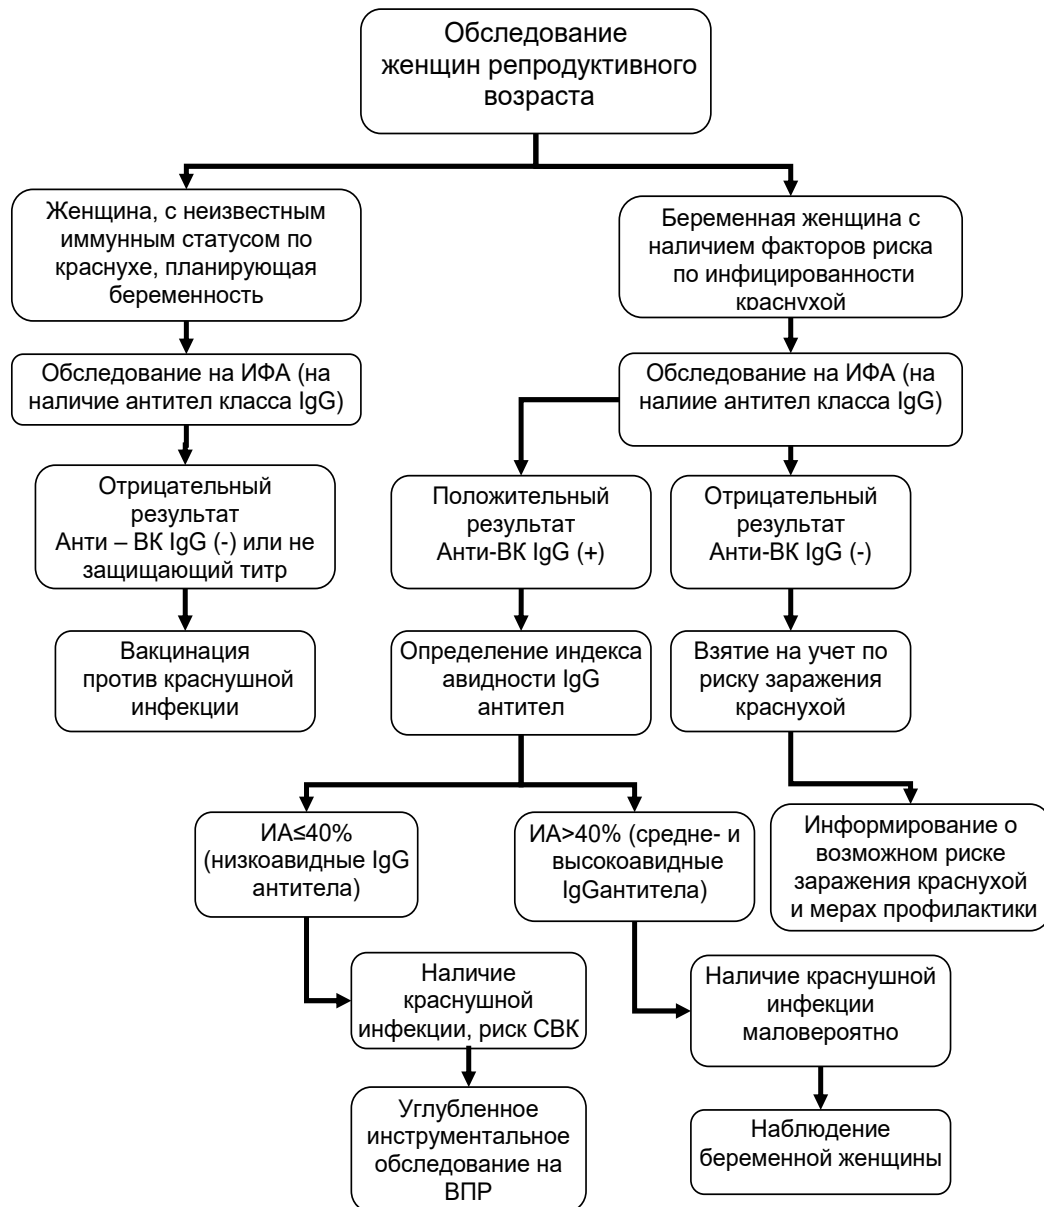 Обследование
женщин репродуктивного
возраста
Женщина, с неизвестным
иммунным статусом по
краснухе, планирующая
беременность
Беременная женщина с
наличием факторов риска
по инфицированности
краснухой
Обследование на ИФА (на
наличие антител класса IgG)
Обследование на ИФА (на
налиие антител класса IgG)
Отрицательный
результат
Анти – ВК IgG (-) или не
защищающий титр
Положительный
результат
Анти-ВК IgG (+)
Отрицательный
результат
Анти-ВК IgG (-)
Вакцинация
против краснушной
инфекции
Определение индекса
авидности IgG
антител
Взятие на учет по
риску заражения
краснухой
ИА≤40%
(низкоавидные IgG
антитела)
ИА>40% (средне- и
высокоавидные
IgGантитела)
Информирование о
возможном риске
заражения краснухой
и мерах профилактики
Наличие
краснушной
инфекции, риск СВК
Наличие краснушной
инфекции
маловероятно
Углубленное
инструментальное
обследование на
ВПР
Наблюдение
беременной женщины